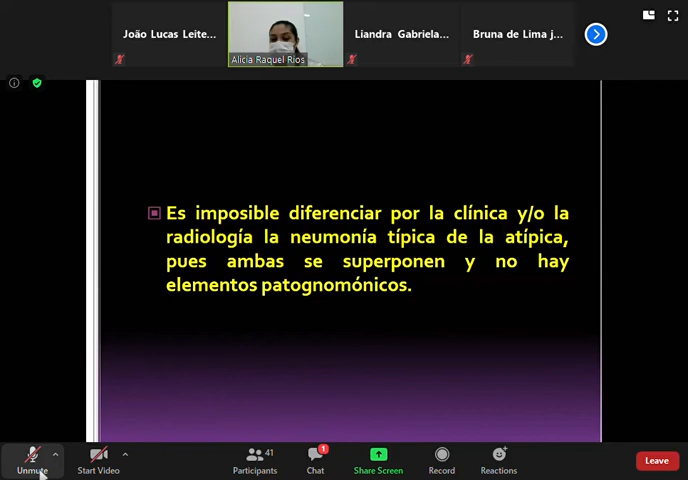 João Lucas Leite...
Alicia Raquel Rios
Liandra Gabriela...
Bruna de Lima j...
Es imposible diferenciar por la clínica y/o la
radiología la neumonía típica de la atípica,
pues ambas se superponen y no hay
elementos patognomónicos.
Unmute
Start Video
41
Participants
1
Chat
Share Screen
Record
Reactions
Leave